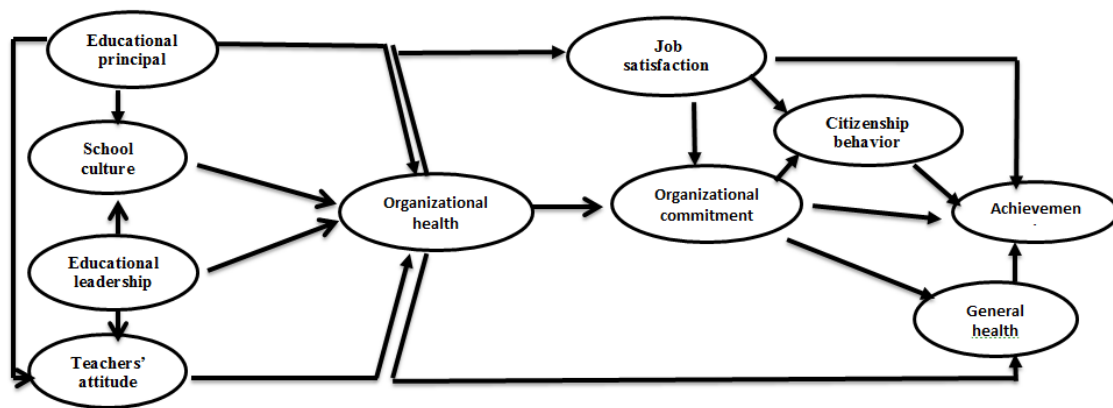 Educational
principal
School
culture
Educational
leadership
Teachers’
attitude
Organizational
health
Job
satisfaction
Citizenship
behavior
Organizational
commitment
Achievemen
.
General
health